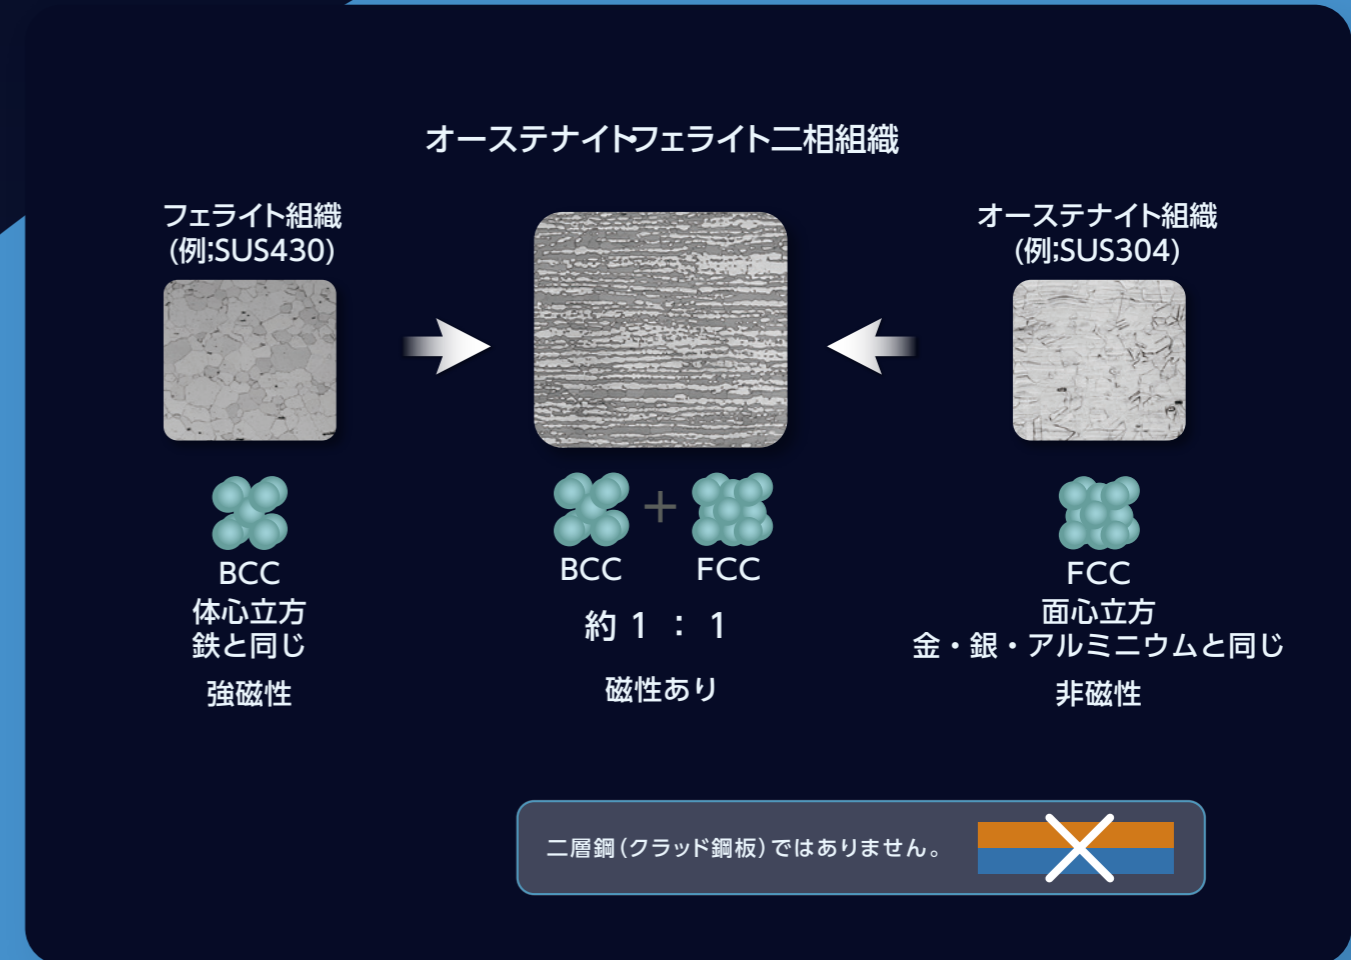 オーステナイト・フェライト二相組織
フェライト組織
(例;SUS430)
オーステナイト組織
(例;SUS304)
BCC
体心立方
鉄と同じ
強磁性
+
BCC FCC
約 1 : 1
磁性あり
FCC
面心立方
金・銀・アルミニウムと同じ
非磁性
二層鋼(クラッド鋼板)ではありません。